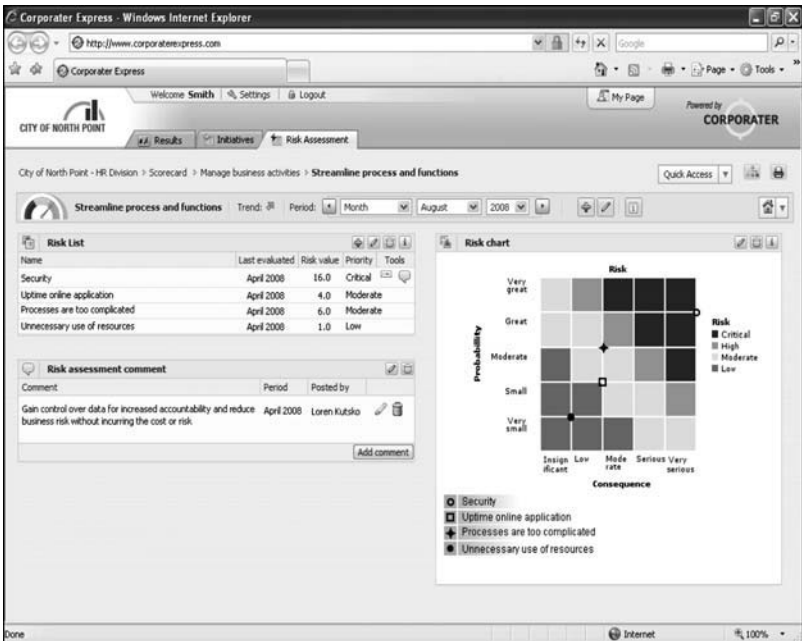 Corporater Express - Windows Internet Explorer
http://www.corporaterexpress.com
Google
Corporater Express
Page
Tools
Welcome Smith
Settings
Logout
My Page
Powered by
CORPORATER
CITY OF NORTH POINT
Results
Initiatives
Risk Assessment
City of North Point - HR Division > Scorecard > Manage business activities > Streamline process and functions
Quick Access
Streamline process and functions Trend: Period: Month August 2008
Risk List
Name Last evaluated Risk value Priority Tools
Security April 2008 16.0 Critical
Uptime online application April 2008 4.0 Moderate
Processes are too complicated April 2008 6.0 Moderate
Unnecessary use of resources April 2008 1.0 Low
Risk assessment comment
Comment Period Posted by
Gain control over data for increased accountability and reduce
business risk without incurring the cost or risk
April 2008 Loren Kutsko
Add comment
Risk chart
Risk
Very
great
Great
Moderate
Small
Very
small
Probability
Insign
ificant
Low
Mode
rate
Serious
Very
serious
Consequence
Risk
Critical
High
Moderate
Low
Security
Uptime online application
Processes are too complicated
Unnecessary use of resources
Done
Internet
100%